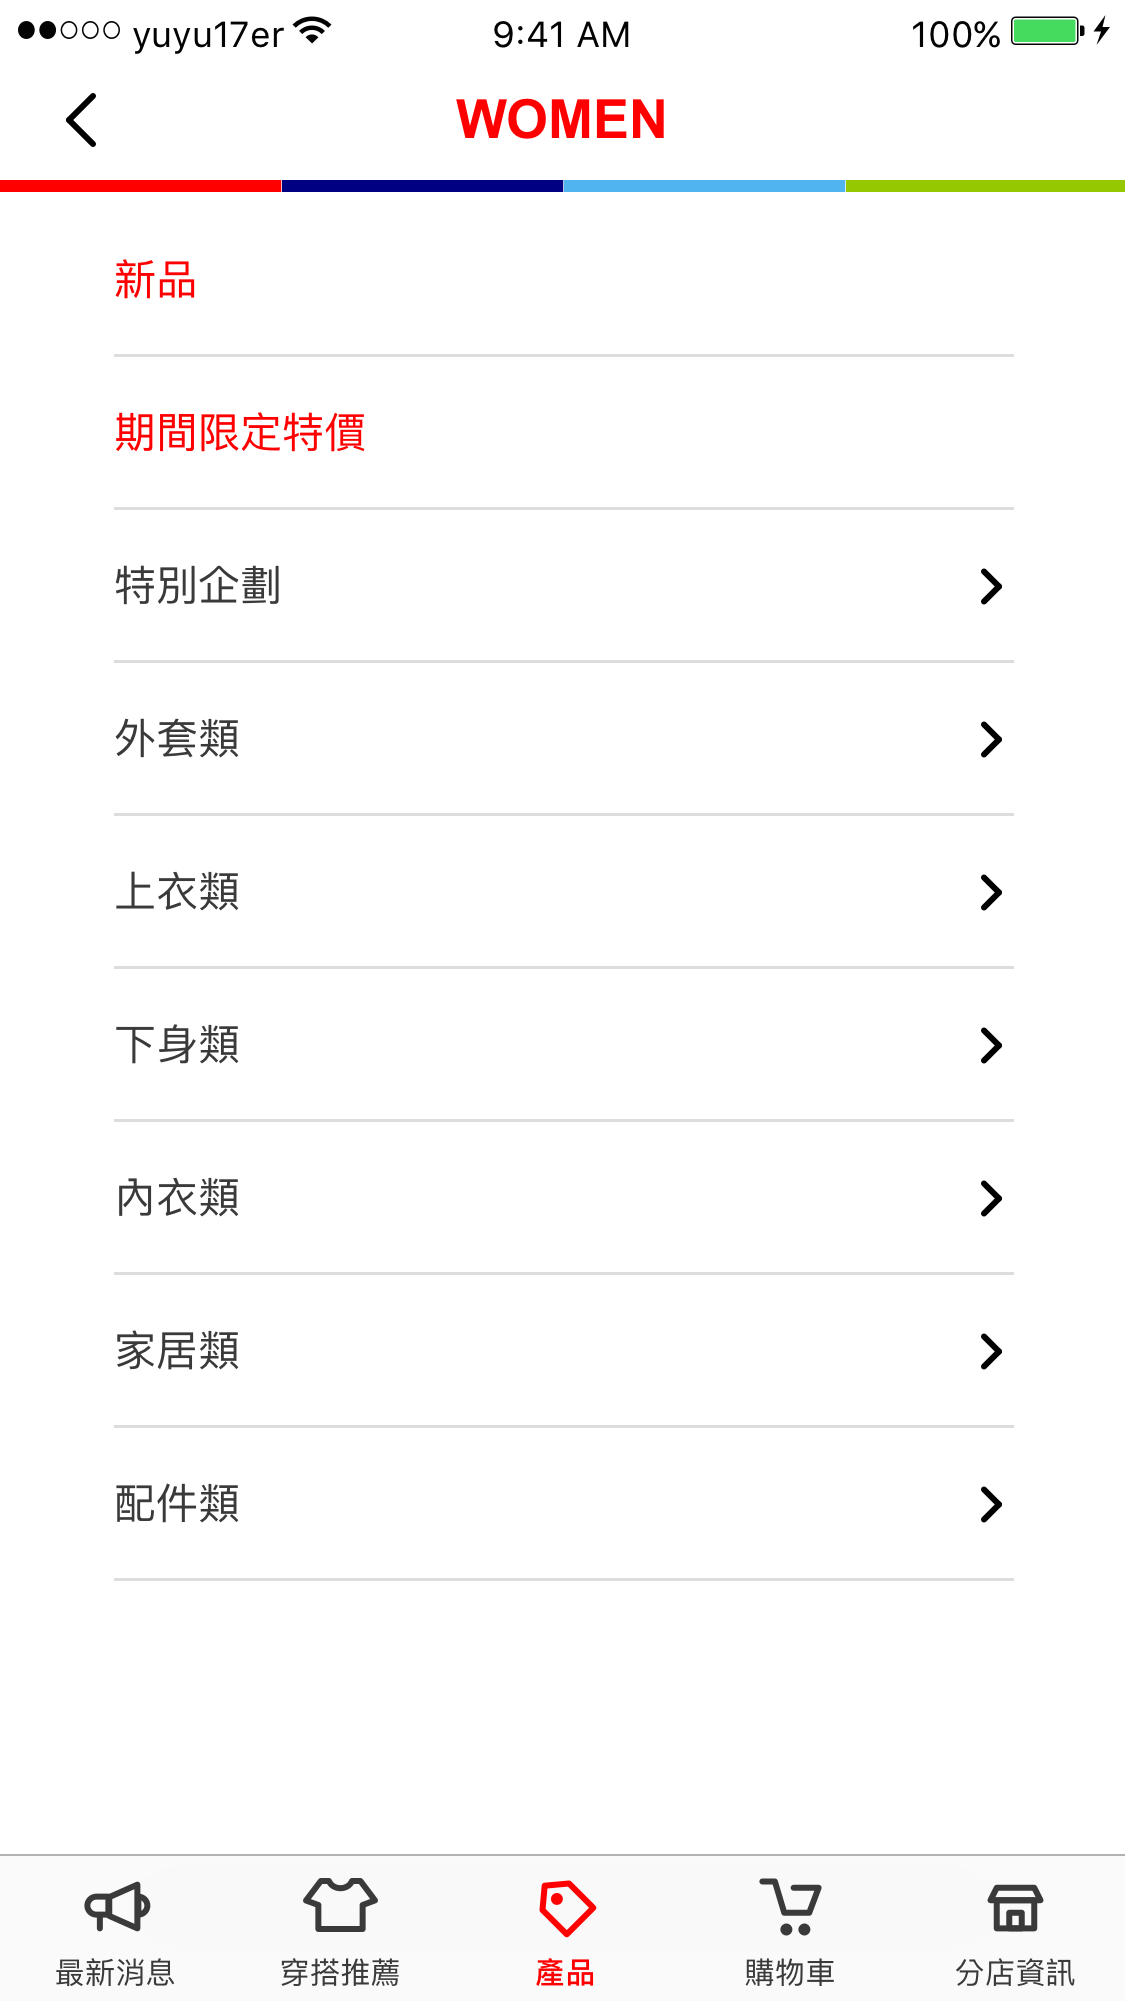 yuyu17er 9:41 AM 100%
WOMEN
新品
期間限定特價
特別企劃
外套類
上衣類
下身類
內衣類
家居類
配件類
最新消息 穿搭推薦 產品 購物車 分店資訊